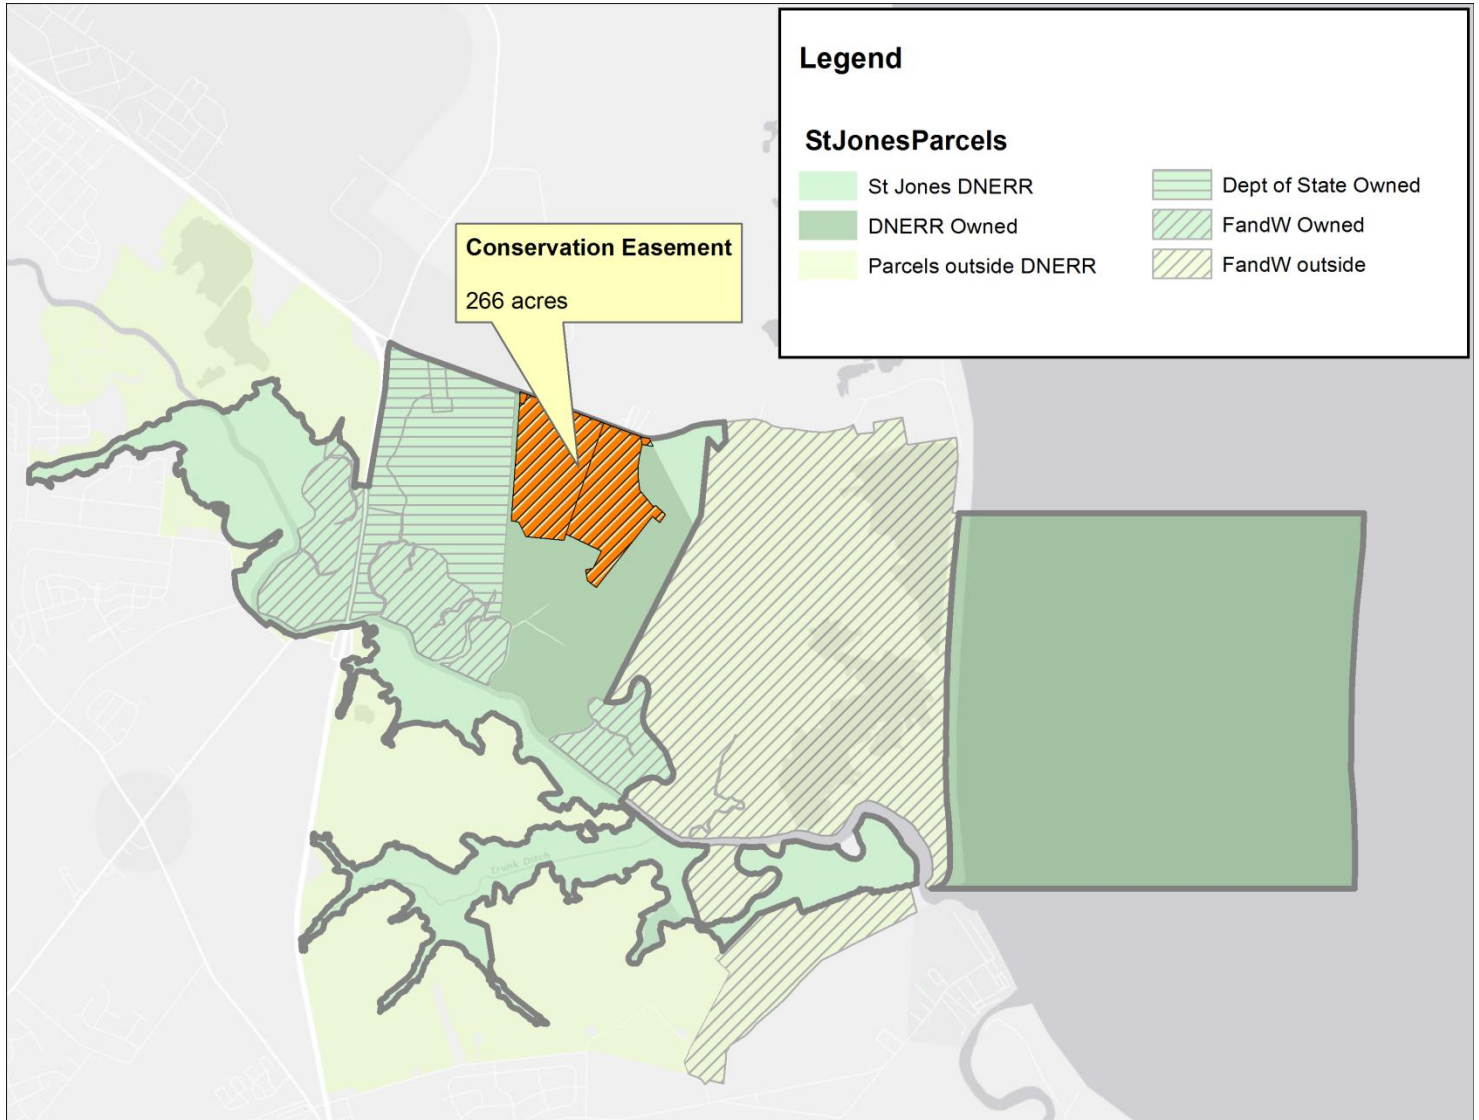 Legend
StJonesParcels
St Jones DNERR
DNERR Owned
Parcels outside DNERR
Dept of State Owned
FandW Owned
FandW outside
Conservation Easement
266 acres
Trunk Ditch